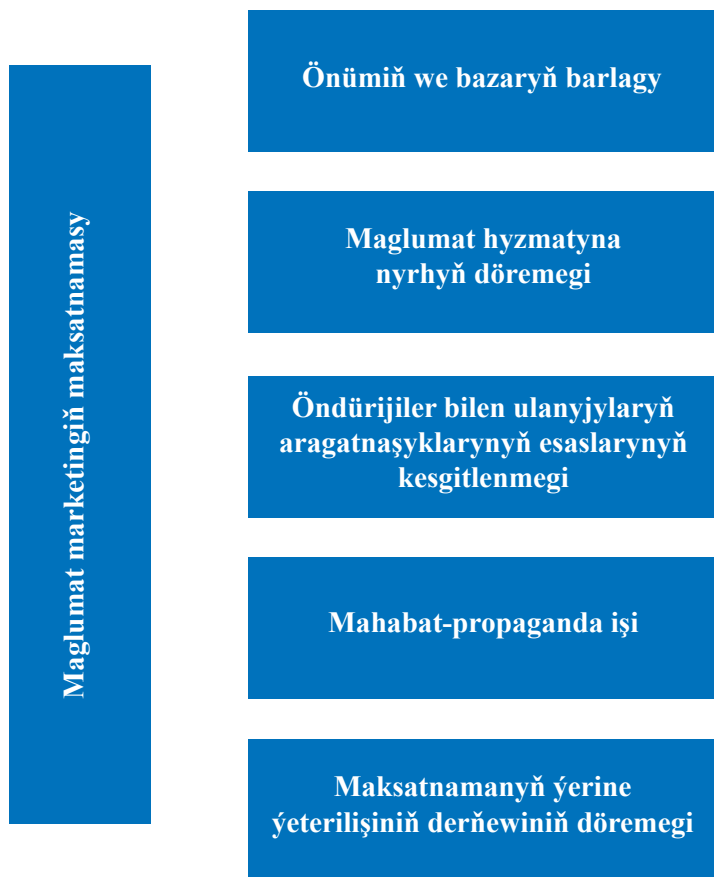 Maglumat marketingiň maksatnamasy
Önümiň we bazaryň barlagy
Maglumat hyzmatyna
nyrhyň döremegi
Öndürijiler bilen ulanyjylaryň
aragatnaşyklarynyň esaslarynyň
kesgitlenmegi
Mahabat-propaganda işi
Maksatnamanyň ýerine
ýeterilişiniň derňewiniň döremegi